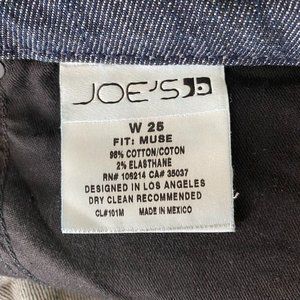 JOE'S
W 25
FIT: MUSE
98% COTTON/COTON
2% ELASTHANE
RN# 106214 CA# 35037
DESIGNED IN LOS ANGELES
DRY CLEAN RECOMMENDED
CL#101M MADE IN MEXICO